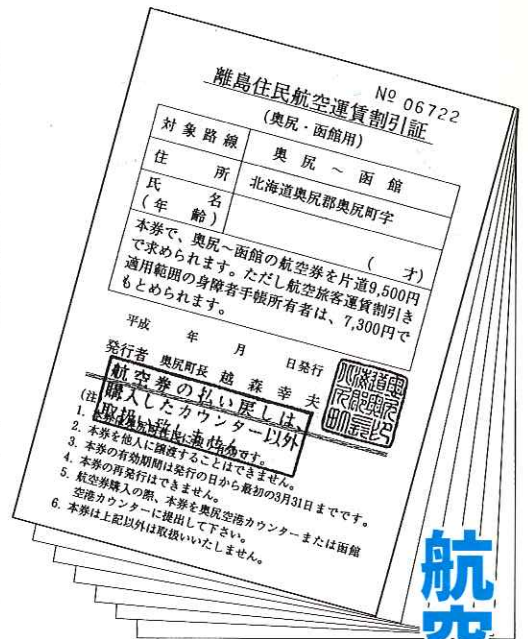 № 06722
離島住民航空運賃割引証
(奥尻・函館用)
対象路線 奥尻～函館
住所 北海道奥尻郡奥尻町字
氏名
(年齢) (才)
本券で、奥尻～函館の航空券を片道9,500円
で求められます。ただし航空旅客運賃割引き
適用範囲の身障者手帳所有者は、7,300円で
もとめられます。
平成 年 月 日発行
発行者 奥尻町長 越森幸夫
航空券の払い戻しは、
購入したカウンター以外
取扱い致しません。
(注)
1.
2. 本券を他人に譲渡することはできません。
3. 本券の有効期間は発行の日から最初の3月31日までです。
4. 本券の再発行はできません。
5. 航空券購入の際、本券を奥尻空港カウンターまたは函館
空港カウンターに提出して下さい。
6. 本券は上記以外は取扱いいたしません。
航